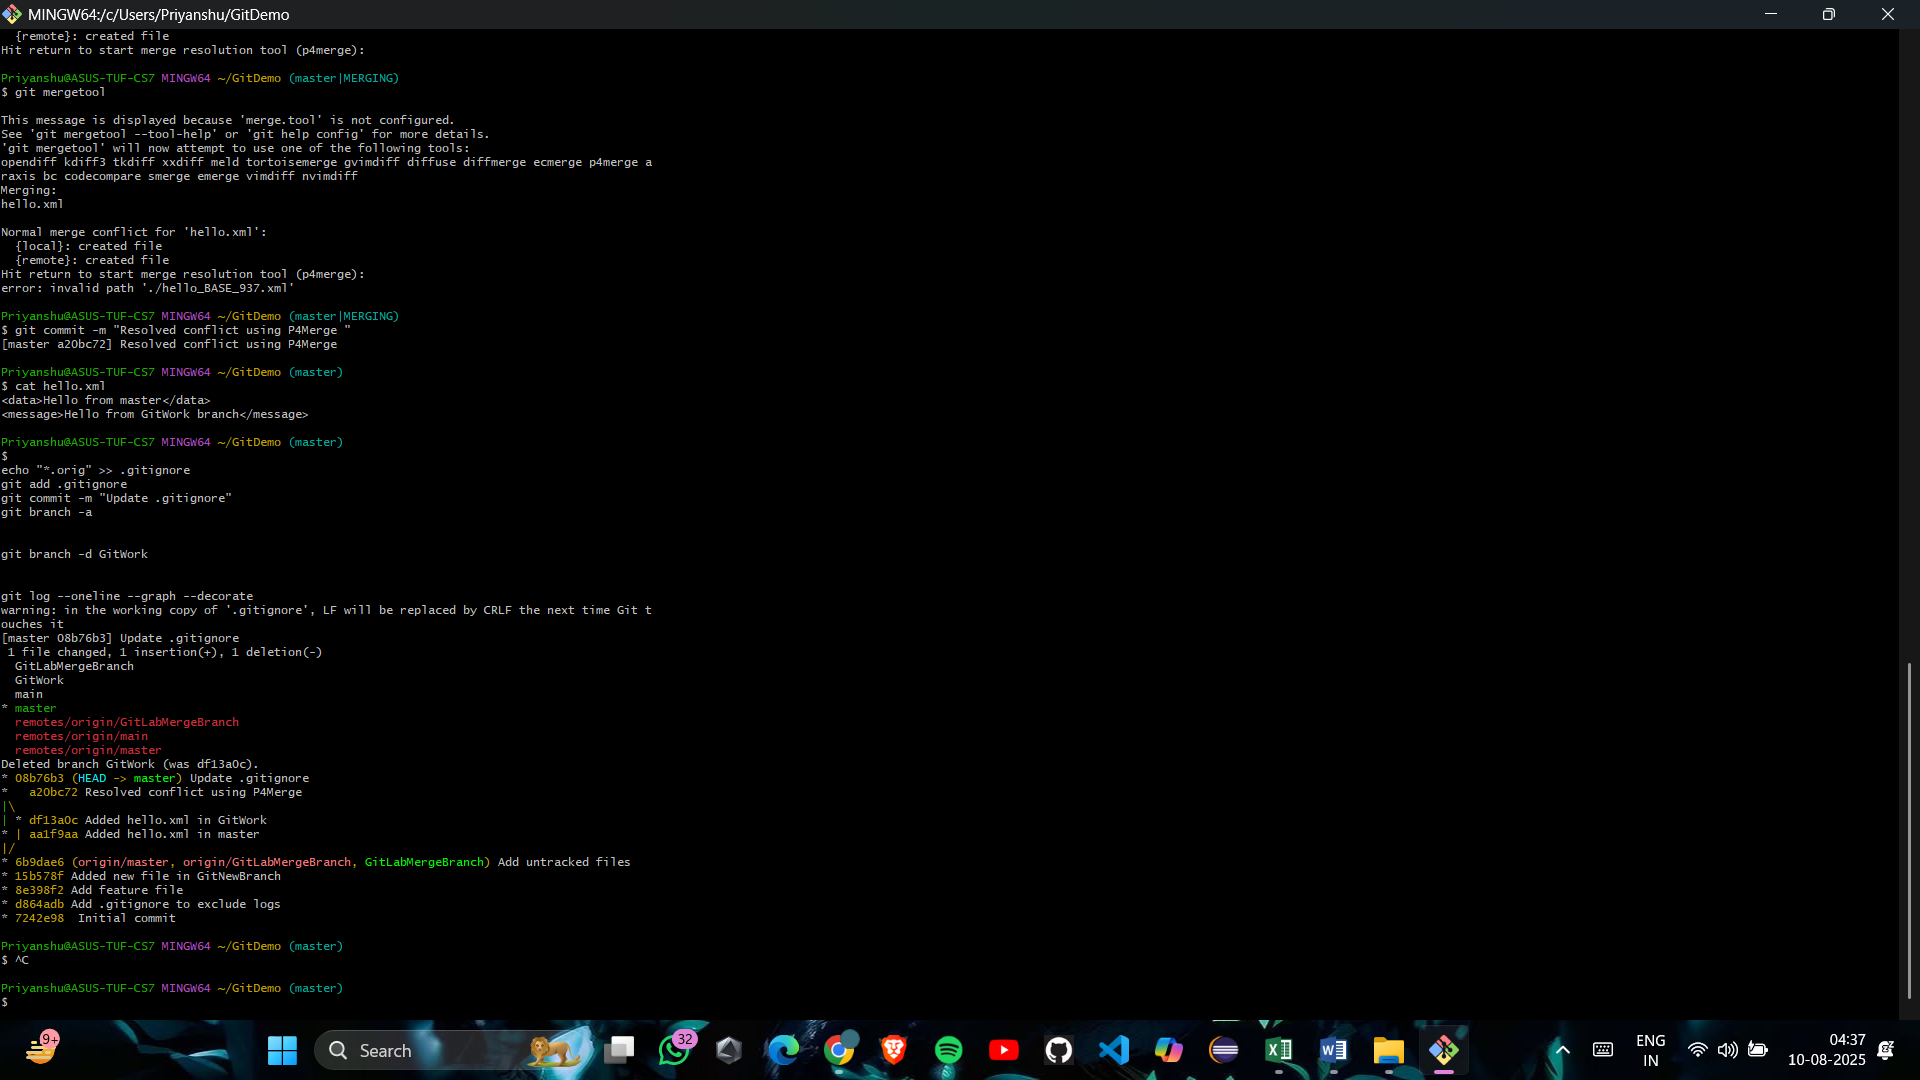 MINGW64:/c/Users/Priyanshu/GitDemo
  {remote}: created file
Hit return to start merge resolution tool (p4merge):
Priyanshu@ASUS-TUF-CS7 MINGW64 ~/GitDemo (master|MERGING)
$ git mergetool
This message is displayed because 'merge.tool' is not configured.
See 'git mergetool --tool-help' or 'git help config' for more details.
'git mergetool' will now attempt to use one of the following tools:
opendiff kdiff3 tkdiff xxdiff meld tortoisemerge gvimdiff diffuse diffmerge ecmerge p4merge a
raxis bc codecompare smerge emerge vimdiff nvimdiff
Merging:
hello.xml
Normal merge conflict for 'hello.xml':
  {local}: created file
  {remote}: created file
Hit return to start merge resolution tool (p4merge):
error: invalid path './hello_BASE_937.xml'
Priyanshu@ASUS-TUF-CS7 MINGW64 ~/GitDemo (master|MERGING)
$ git commit -m "Resolved conflict using P4Merge "
[master a20bc72] Resolved conflict using P4Merge
Priyanshu@ASUS-TUF-CS7 MINGW64 ~/GitDemo (master)
$ cat hello.xml
<data>Hello from master</data>
<message>Hello from GitWork branch</message>
Priyanshu@ASUS-TUF-CS7 MINGW64 ~/GitDemo (master)
$
echo "*.orig" >> .gitignore
git add .gitignore
git commit -m "Update .gitignore"
git branch -a
git branch -d GitWork
git log --oneline --graph --decorate
warning: in the working copy of '.gitignore', LF will be replaced by CRLF the next time Git t
ouches it
[master 08b76b3] Update .gitignore
 1 file changed, 1 insertion(+), 1 deletion(-)
  GitLabMergeBranch
  GitWork
  main
* master
  remotes/origin/GitLabMergeBranch
  remotes/origin/main
  remotes/origin/master
Deleted branch GitWork (was df13a0c).
* 08b76b3 (HEAD -> master) Update .gitignore
*   a20bc72 Resolved conflict using P4Merge
|\
| * df13a0c Added hello.xml in GitWork
* | aa1f9aa Added hello.xml in master
|/
* 6b9dae6 (origin/master, origin/GitLabMergeBranch, GitLabMergeBranch) Add untracked files
* 15b578f Added new file in GitNewBranch
* 8e398f2 Add feature file
* d864adb Add .gitignore to exclude logs
* 7242e98  Initial commit
Priyanshu@ASUS-TUF-CS7 MINGW64 ~/GitDemo (master)
$ ^C
Priyanshu@ASUS-TUF-CS7 MINGW64 ~/GitDemo (master)
$
9+
Search
32
ENG
IN
04:37
10-08-2025